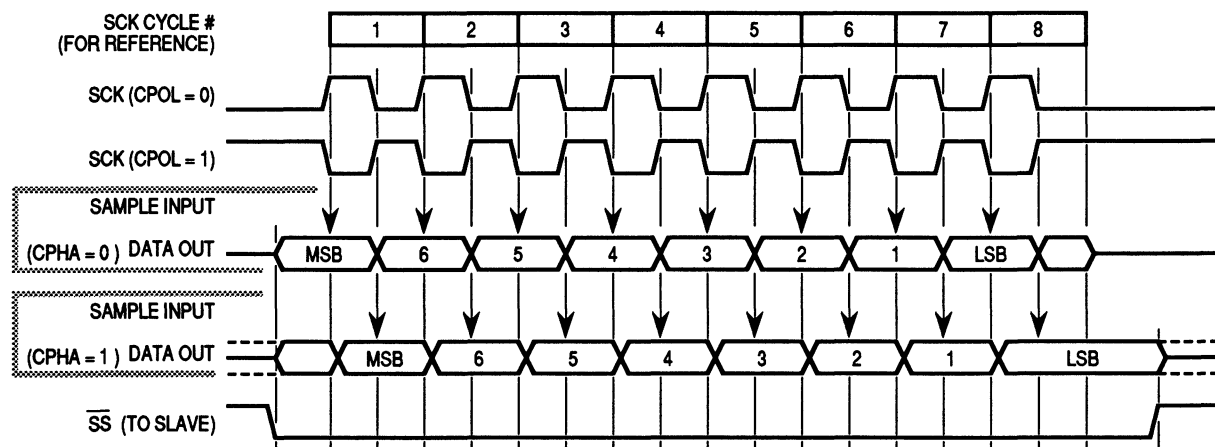 SCK CYCLE #
(FOR REFERENCE)
1 2 3 4 5 6 7 8
SCK (CPOL = 0)
SCK (CPOL = 1)
SAMPLE INPUT
(CPHA = 0) DATA OUT
MSB 6 5 4 3 2 1 LSB
SAMPLE INPUT
(CPHA = 1) DATA OUT
MSB 6 5 4 3 2 1 LSB
SS (TO SLAVE)